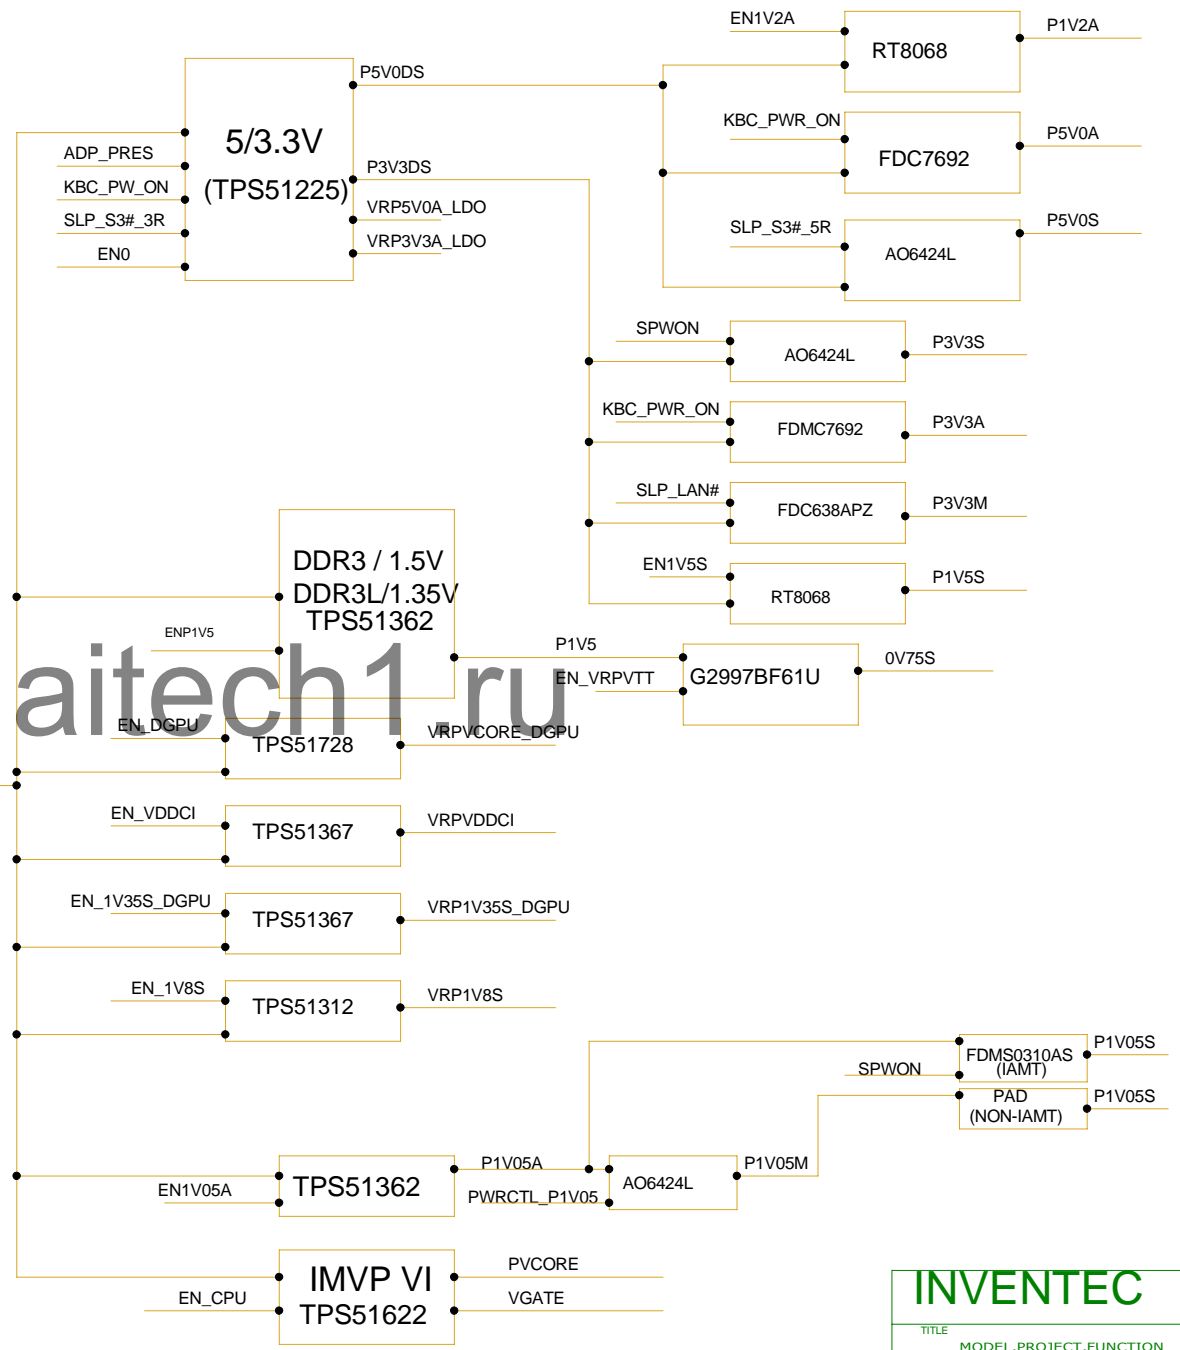 EN1V2A
RT8068
P1V2A
P5V0DS
KBC_PWR_ON
FDC7692
P5V0A
5/3.3V
(TPS51225)
ADP_PRES
KBC_PW_ON
SLP_S3#_3R
EN0
P3V3DS
VRP5V0A_LDO
VRP3V3A_LDO
SLP_S3#_5R
AO6424L
P5V0S
SPWON
AO6424L
P3V3S
KBC_PWR_ON
FDMC7692
P3V3A
SLP_LAN#
FDC638APZ
P3V3M
EN1V5S
RT8068
P1V5S
DDR3 / 1.5V
DDR3L/1.35V
TPS51362
ENP1V5
P1V5
EN_VRPVTT
G2997BF61U
0V75S
aitech1.ru
EN_DGPU
TPS51728
VRPVCORE_DGPU
EN_VDDCI
TPS51367
VRPVDDCI
EN_1V35S_DGPU
TPS51367
VRP1V35S_DGPU
EN_1V8S
TPS51312
VRP1V8S
SPWON
FDMS0310AS
(IAMT)
P1V05S
PAD
(NON-IAMT)
P1V05S
EN1V05A
TPS51362
P1V05A
PWRCTL_P1V05
AO6424L
P1V05M
EN_CPU
IMVP VI
TPS51622
PVCORE
VGATE
INVENTEC
TITLE
MODEL,PROJECT,FUNCTION